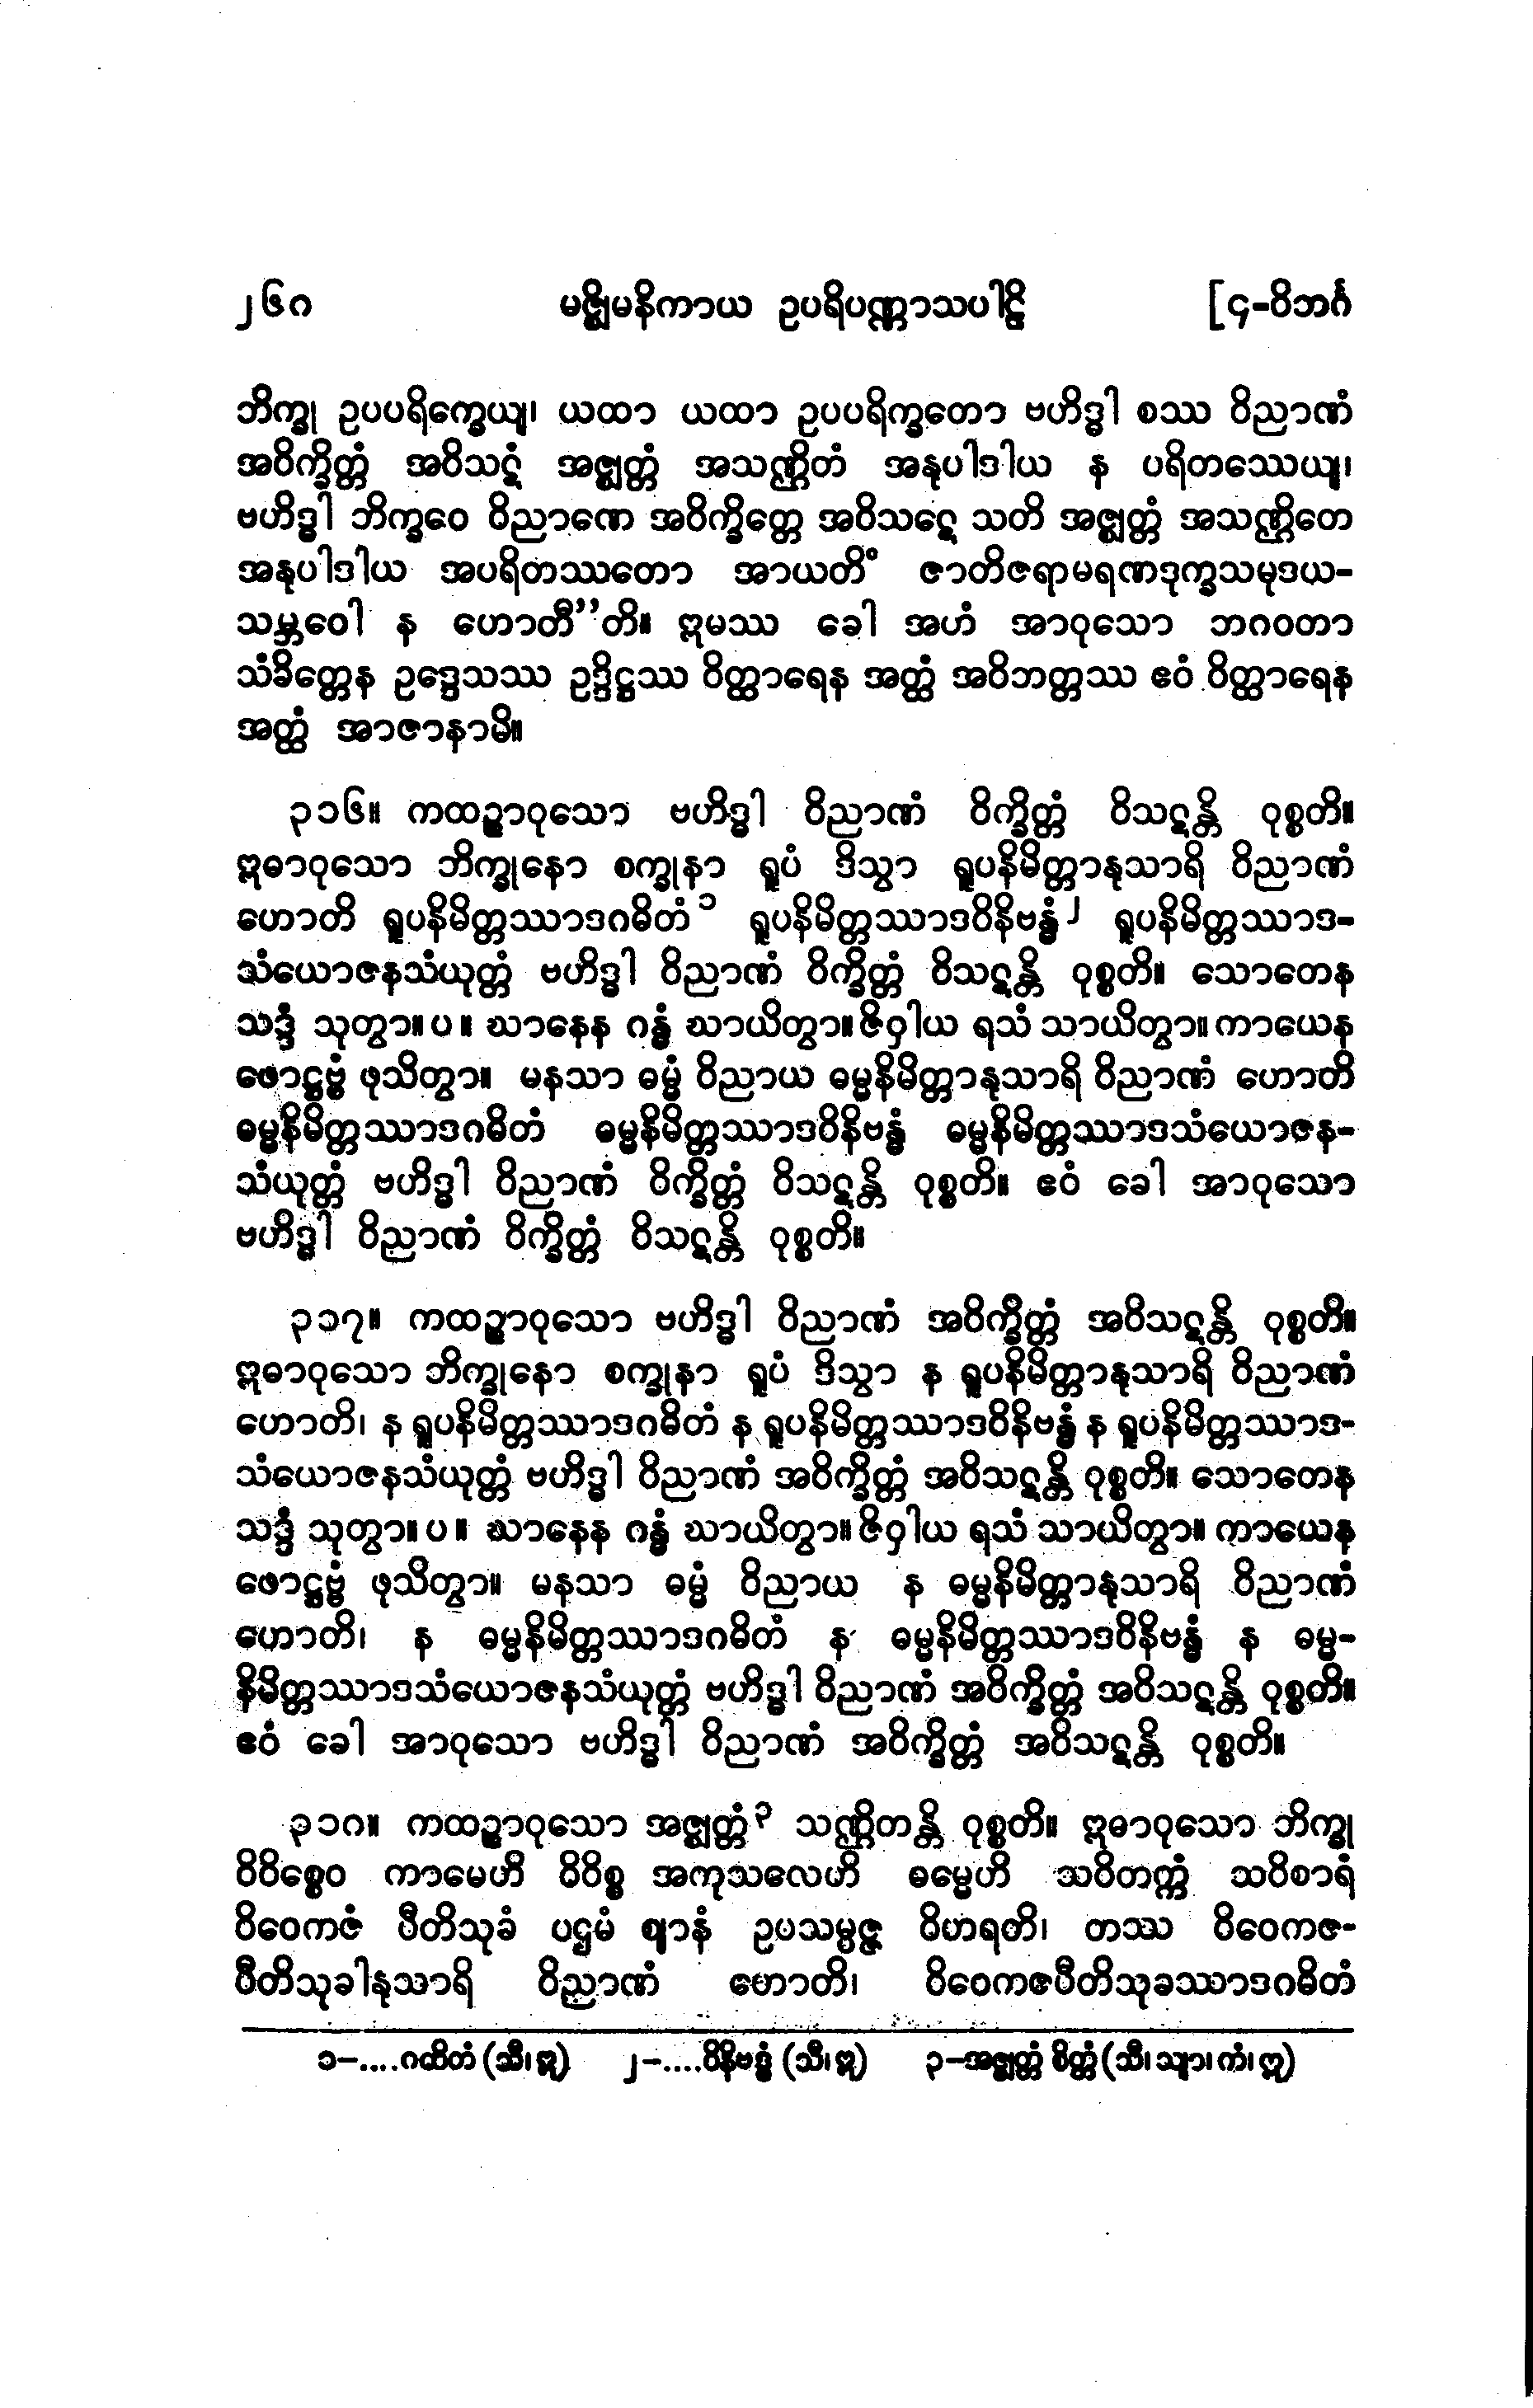 ၂၆ဂ မဇ္ဈိမနိကာယ ဥပရိပဏ္ဏာသပါဠိ [၄-ဝိဘင်္ဂ
ဘိက္ခု ဥပပရိက္ခေယျ၊ ယထာ ယထာ ဥပပရိက္ခတော ဗဟိဒ္ဓါ စဿ ဝိညာဏံ
အဝိက္ခိတ္တံ အဝိသဋံ အဇ္ဈတ္တံ အသဏ္ဌိတံ အနုပါဒါယ န ပရိတဿေယျ၊
ဗဟိဒ္ဓါ ဘိက္ခဝေ ဝိညာဏေ အဝိက္ခိတ္တေ အဝိသဋေ သတိ အဇ္ဈတ္တံ အသဏ္ဌိတေ
အနုပါဒါယ အပရိတဿတော အာယတိံ ဇာတိဇရာမရဏဒုက္ခသမုဒယ-
သမ္ဘဝေါ န ဟောတီ”တိ။ ဣမဿ ခေါ အဟံ အာဝုသော ဘဂဝတာ
သံခိတ္တေန ဥဒ္ဒေသဿ ဥဒ္ဒိဋ္ဌဿ ဝိတ္ထာရေန အတ္ထံ အဝိဘတ္တဿ ဧဝံ ဝိတ္ထာရေန
အတ္ထံ အာဇာနာမိ။
၃၁၆။ ကထဉ္စာဝုသော ဗဟိဒ္ဓါ ဝိညာဏံ ဝိက္ခိတ္တံ ဝိသဋန္တိ ဝုစ္စတိ။
ဣဓာဝုသော ဘိက္ခုနော စက္ခုနာ ရူပံ ဒိသွာ ရူပနိမိတ္တာနုသာရိ ဝိညာဏံ
ဟောတိ ရူပနိမိတ္တဿာဒဂဓိတံ၁ ရူပနိမိတ္တဿာဒဝိနိဗန္ဓံ၂ ရူပနိမိတ္တဿာဒ-
သံယောဇနသံယုတ္တံ ဗဟိဒ္ဓါ ဝိညာဏံ ဝိက္ခိတ္တံ ဝိသဋန္တိ ဝုစ္စတိ။ သောတေန
သဒ္ဒံ သုတွာ။ပ။ ဃာနေန ဂန္ဓံ ဃာယိတွာ။ ဇိဝှါယ ရသံ သာယိတွာ။ ကာယေန
ဖောဋ္ဌဗ္ဗံ ဖုသိတွာ။ မနသာ ဓမ္မံ ဝိညာယ ဓမ္မနိမိတ္တာနုသာရိ ဝိညာဏံ ဟောတိ
ဓမ္မနိမိတ္တဿာဒဂဓိတံ ဓမ္မနိမိတ္တဿာဒဝိနိဗန္ဓံ ဓမ္မနိမိတ္တဿာဒသံယောဇန-
သံယုတ္တံ ဗဟိဒ္ဓါ ဝိညာဏံ ဝိက္ခိတ္တံ ဝိသဋန္တိ ဝုစ္စတိ။ ဧဝံ ခေါ အာဝုသော
ဗဟိဒ္ဓါ ဝိညာဏံ ဝိက္ခိတ္တံ ဝိသဋန္တိ ဝုစ္စတိ။
၃၁၇။ ကထဉ္စာဝုသော ဗဟိဒ္ဓါ ဝိညာဏံ အဝိက္ခိတ္တံ အဝိသဋန္တိ ဝုစ္စတိ။
ဣဓာဝုသော ဘိက္ခုနော စက္ခုနာ ရူပံ ဒိသွာ န ရူပနိမိတ္တာနုသာရိ ဝိညာဏံ
ဟောတိ၊ န ရူပနိမိတ္တဿာဒဂဓိတံ န ရူပနိမိတ္တဿာဒဝိနိဗန္ဓံ န ရူပနိမိတ္တဿာဒ-
သံယောဇနသံယုတ္တံ ဗဟိဒ္ဓါ ဝိညာဏံ အဝိက္ခိတ္တံ အဝိသဋန္တိ ဝုစ္စတိ။ သောတေန
သဒ္ဒံ သုတွာ။ပ။ ဃာနေန ဂန္ဓံ ဃာယိတွာ။ ဇိဝှါယ ရသံ သာယိတွာ။ ကာယေန
ဖောဋ္ဌဗ္ဗံ ဖုသိတွာ။ မနသာ ဓမ္မံ ဝိညာယ န ဓမ္မနိမိတ္တာနုသာရိ ဝိညာဏံ
ဟောတိ၊ န ဓမ္မနိမိတ္တဿာဒဂဓိတံ န ဓမ္မနိမိတ္တဿာဒဝိနိဗန္ဓံ န ဓမ္မ-
နိမိတ္တဿာဒသံယောဇနသံယုတ္တံ ဗဟိဒ္ဓါ ဝိညာဏံ အဝိက္ခိတ္တံ အဝိသဋန္တိ ဝုစ္စတိ။
ဧဝံ ခေါ အာဝုသော ဗဟိဒ္ဓါ ဝိညာဏံ အဝိက္ခိတ္တံ အဝိသဋန္တိ ဝုစ္စတိ။
၃၁ဂ။ ကထဉ္စာဝုသော အဇ္ဈတ္တံ၃ သဏ္ဌိတန္တိ ဝုစ္စတိ။ ဣဓာဝုသော ဘိက္ခု
ဝိဝိစ္စေဝ ကာမေဟိ ဝိဝိစ္စ အကုသလေဟိ ဓမ္မေဟိ သဝိတက္ကံ သဝိစာရံ
ဝိဝေကဇံ ပီတိသုခံ ပဌမံ ဈာနံ ဥပသမ္ပဇ္ဇ ဝိဟရတိ၊ တဿ ဝိဝေကဇ-
ပီတိသုခါနုသာရိ ဝိညာဏံ ဟောတိ၊ ဝိဝေကဇပီတိသုခဿာဒဂဓိတံ
၁-....ဂထိတံ (သီ၊ ဣ) ၂-....ဝိနိဗဒ္ဓံ (သီ၊ ဣ) ၃-အဇ္ဈတ္တံ စိတ္တံ (သီ၊ သျာ၊ ကံ၊ ဣ)